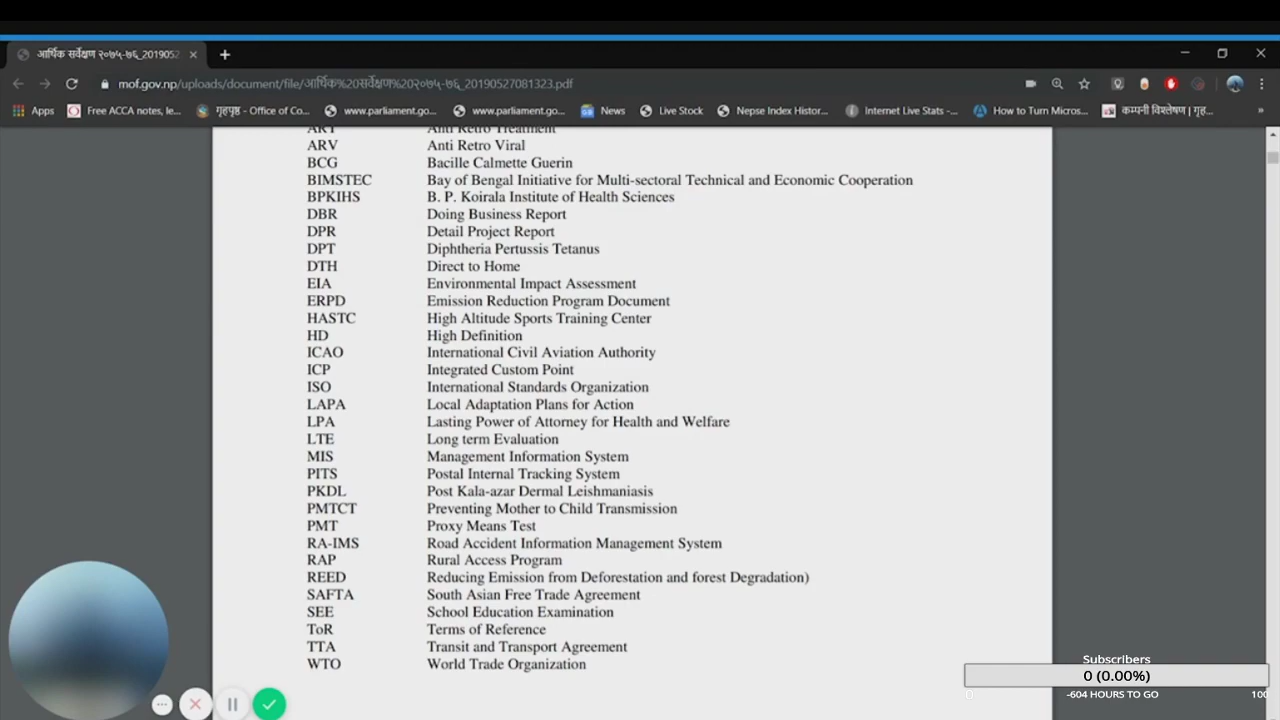 आर्थिक सर्वेक्षण २०७५-७६_2019052
mof.gov.np/uploads/document/file/आर्थिक%20सर्वेक्षण%20२०७५-७६_20190527081323.pdf
Apps Free ACCA notes, le... गृहपृष्ठ - Office of Co... www.parliament.go... www.parliament.go... News Live Stock Nepse Index Histor... Internet Live Stats -... How to Turn Micros... कम्पनी विश्लेषण | गृह... »
ART Anti Retro Treatment
ARV Anti Retro Viral
BCG Bacille Calmette Guerin
BIMSTEC Bay of Bengal Initiative for Multi-sectoral Technical and Economic Cooperation
BPKIHS B. P. Koirala Institute of Health Sciences
DBR Doing Business Report
DPR Detail Project Report
DPT Diphtheria Pertussis Tetanus
DTH Direct to Home
EIA Environmental Impact Assessment
ERPD Emission Reduction Program Document
HASTC High Altitude Sports Training Center
HD High Definition
ICAO International Civil Aviation Authority
ICP Integrated Custom Point
ISO International Standards Organization
LAPA Local Adaptation Plans for Action
LPA Lasting Power of Attorney for Health and Welfare
LTE Long term Evaluation
MIS Management Information System
PITS Postal Internal Tracking System
PKDL Post Kala-azar Dermal Leishmaniasis
PMTCT Preventing Mother to Child Transmission
PMT Proxy Means Test
RA-IMS Road Accident Information Management System
RAP Rural Access Program
REED Reducing Emission from Deforestation and forest Degradation)
SAFTA South Asian Free Trade Agreement
SEE School Education Examination
ToR Terms of Reference
TTA Transit and Transport Agreement
WTO World Trade Organization
Subscribers
0 (0.00%)
0 -604 HOURS TO GO 100